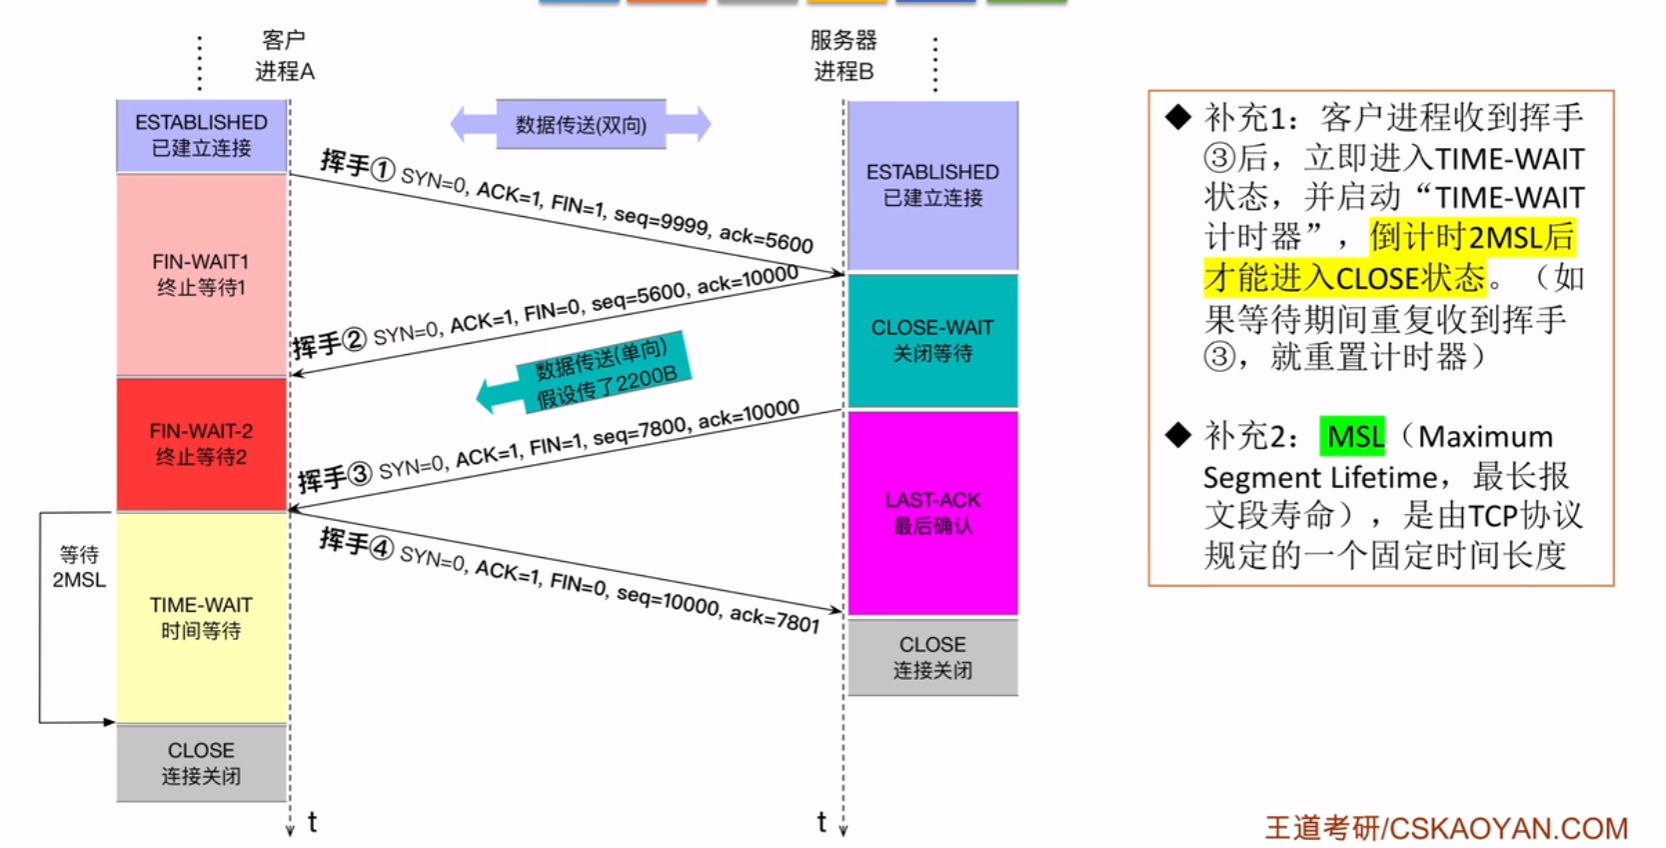 客户
进程A
服务器
进程B
ESTABLISHED
已建立连接
数据传送(双向)
ESTABLISHED
已建立连接
挥手① SYN=0, ACK=1, FIN=1, seq=9999, ack=5600
FIN-WAIT1
终止等待1
挥手② SYN=0, ACK=1, FIN=0, seq=5600, ack=10000
CLOSE-WAIT
关闭等待
数据传送(单向)
假设传了2200B
FIN-WAIT-2
终止等待2
挥手③ SYN=0, ACK=1, FIN=1, seq=7800, ack=10000
LAST-ACK
最后确认
挥手④ SYN=0, ACK=1, FIN=0, seq=10000, ack=7801
等待
2MSL
TIME-WAIT
时间等待
CLOSE
连接关闭
CLOSE
连接关闭
t
t
◆ 补充1：客户进程收到挥手
③后，立即进入TIME-WAIT
状态，并启动“TIME-WAIT
计时器”，倒计时2MSL后
才能进入CLOSE状态。（如
果等待期间重复收到挥手
③，就重置计时器）
◆ 补充2：MSL（Maximum
Segment Lifetime，最长报
文段寿命），是由TCP协议
规定的一个固定时间长度
王道考研/CSKAOYAN.COM